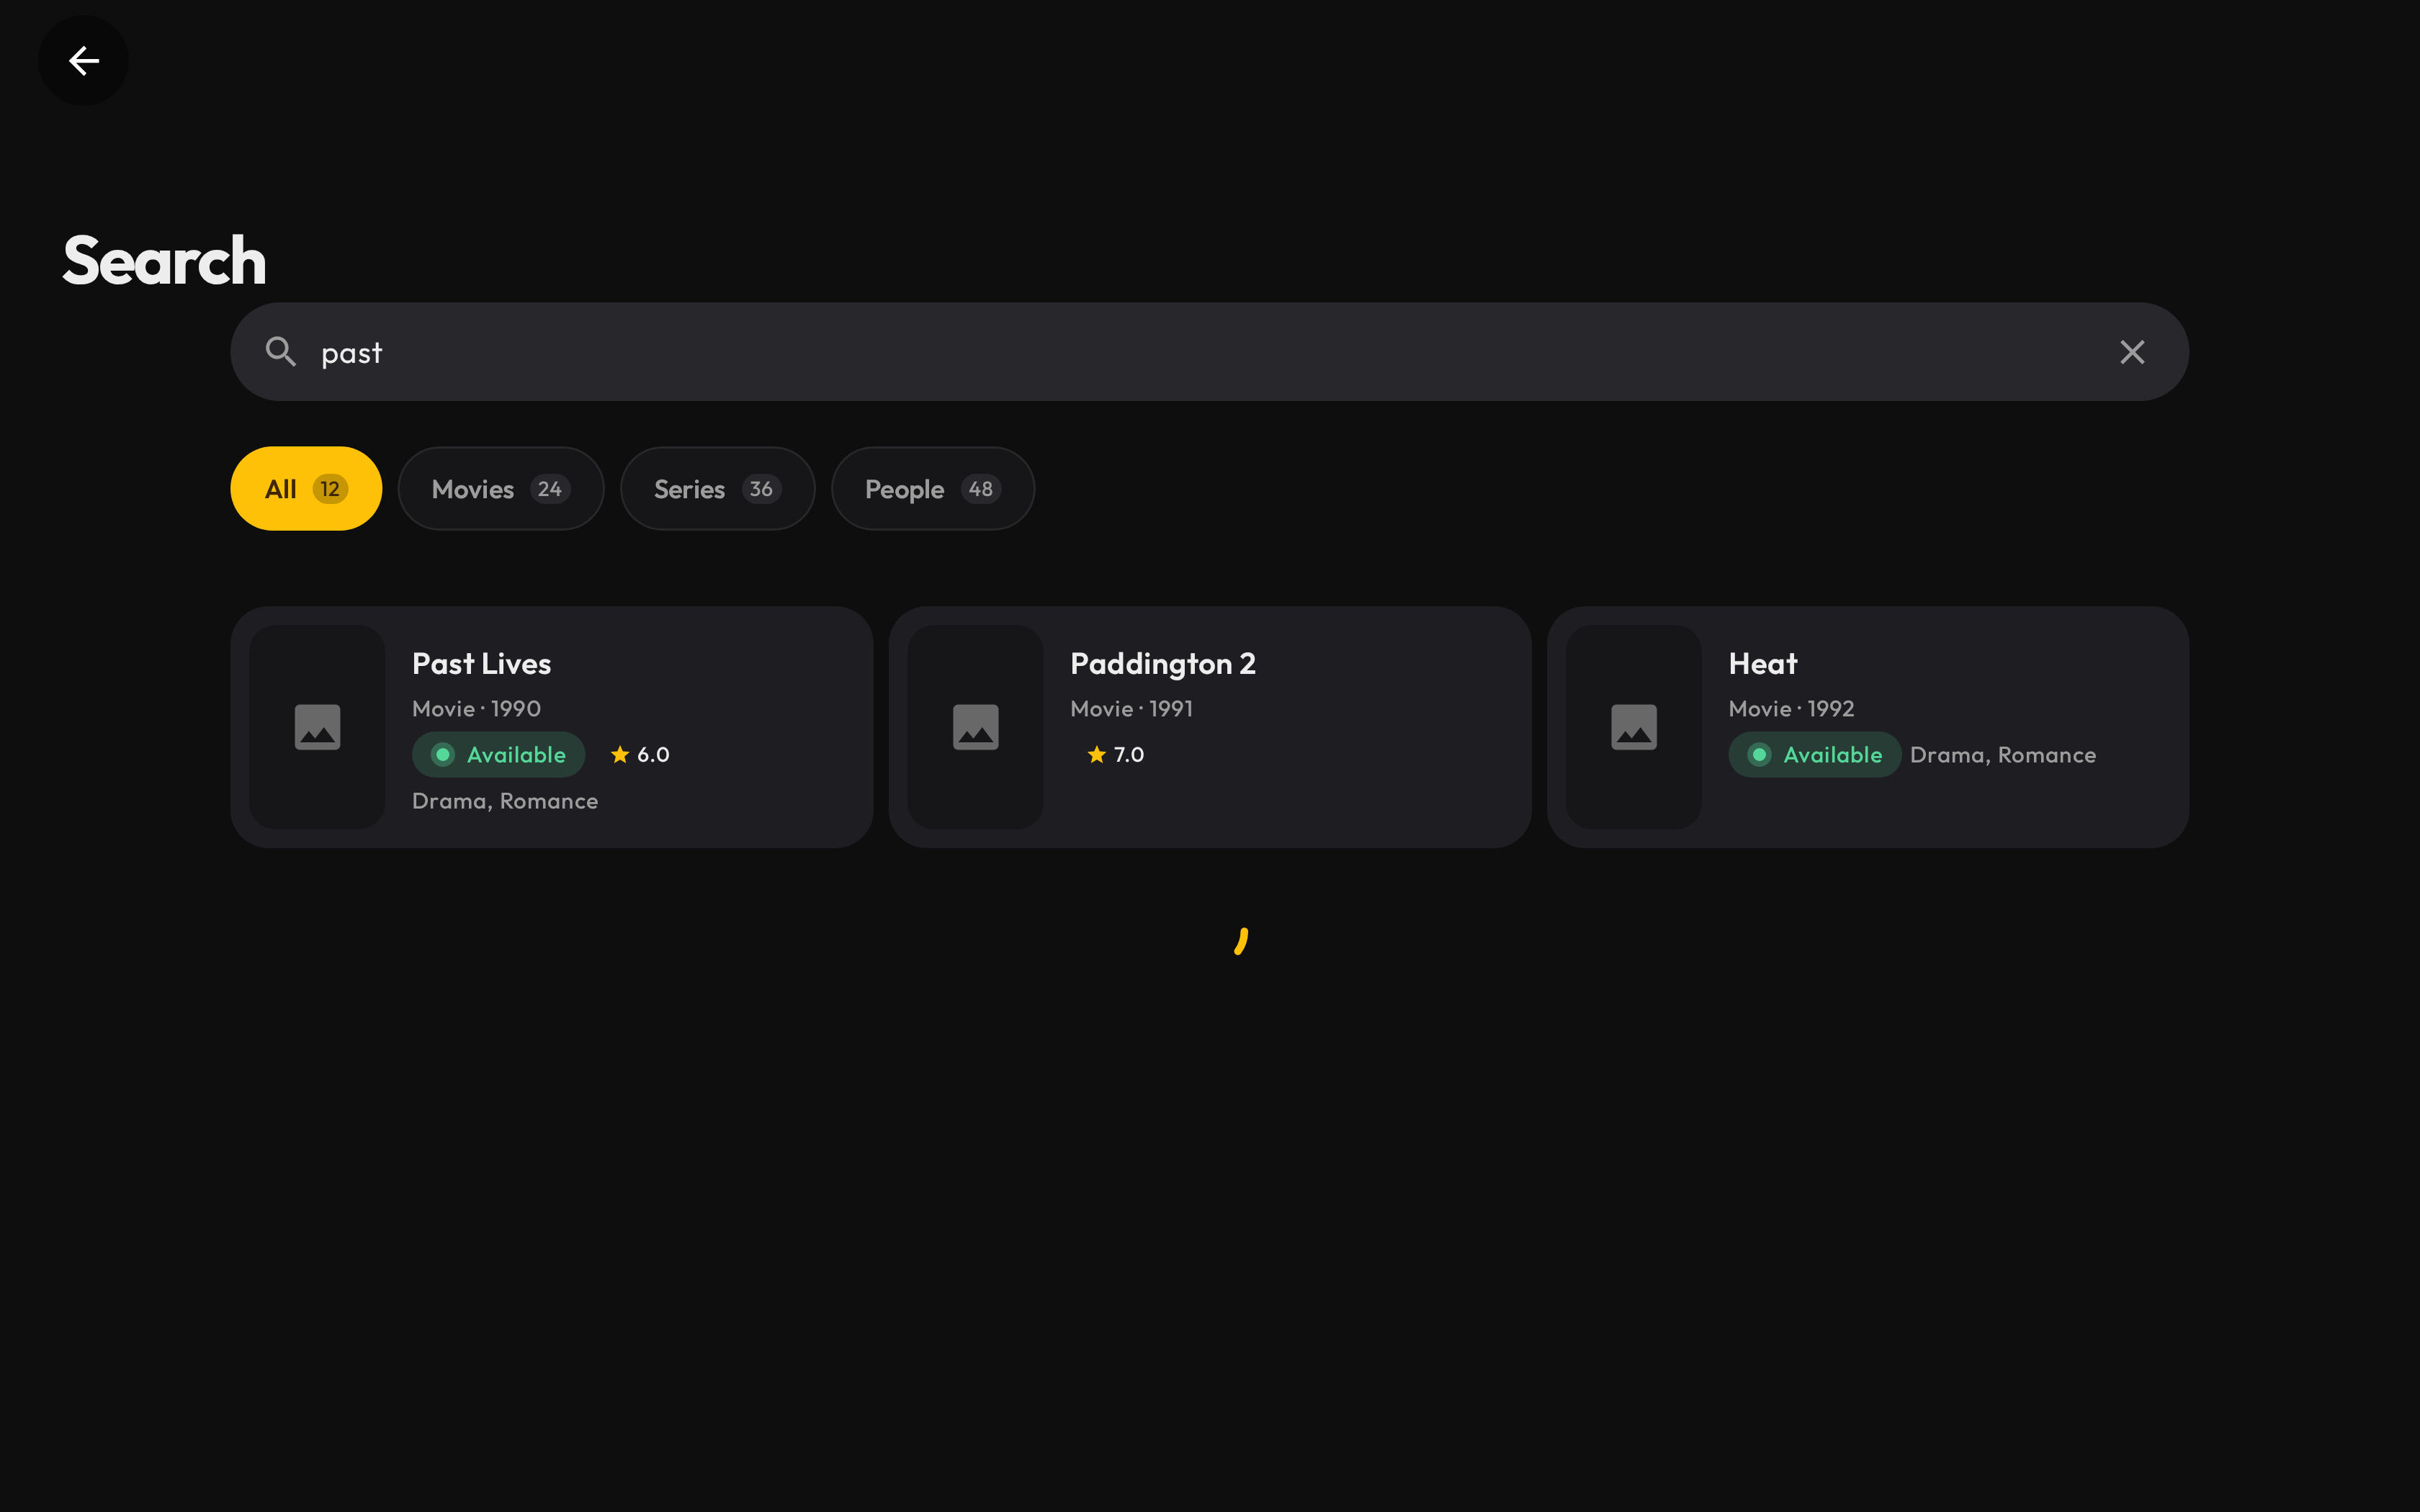 Search
past
All 12 Movies 24 Series 36 People 48
Past Lives
Movie · 1990
Available 6.0
Drama, Romance
Paddington 2
Movie · 1991
7.0
Heat
Movie · 1992
Available Drama, Romance